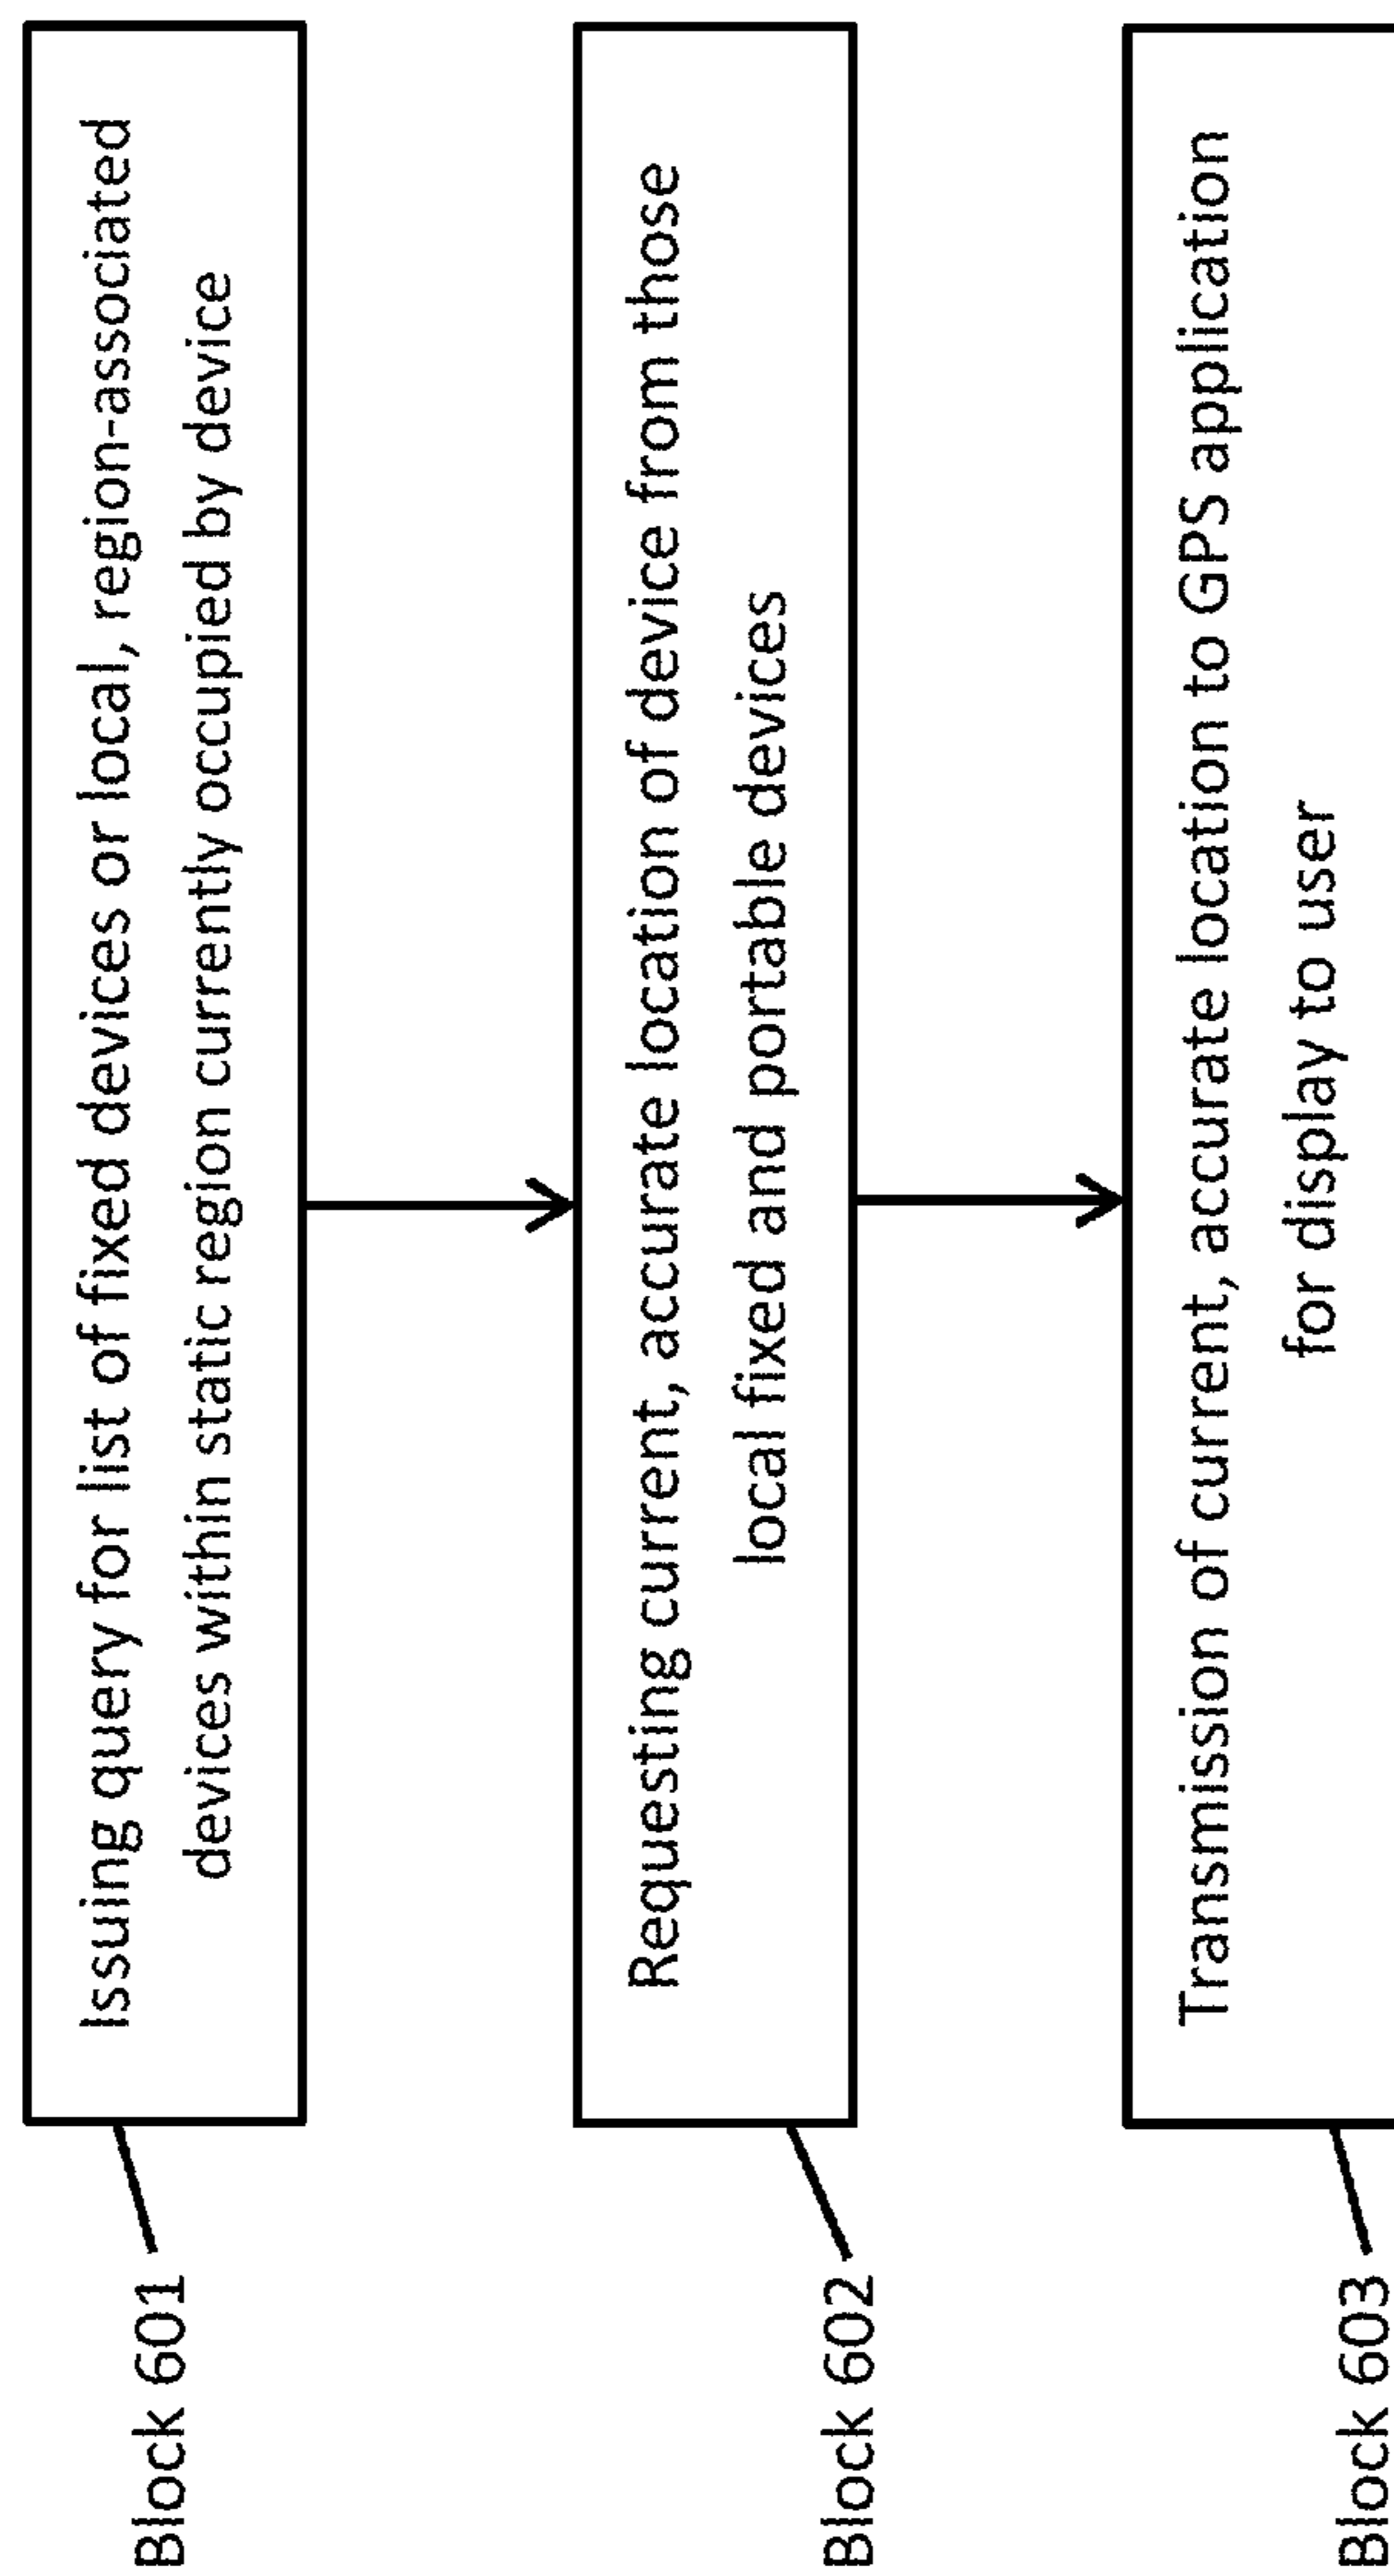 Issuing query for list of fixed devices or local, region-associated
devices within static region currently occupied by device
Block 601
Requesting current, accurate location of device from those
local fixed and portable devices
Block 602
Transmission of current, accurate location to GPS application
for display to user
Block 603